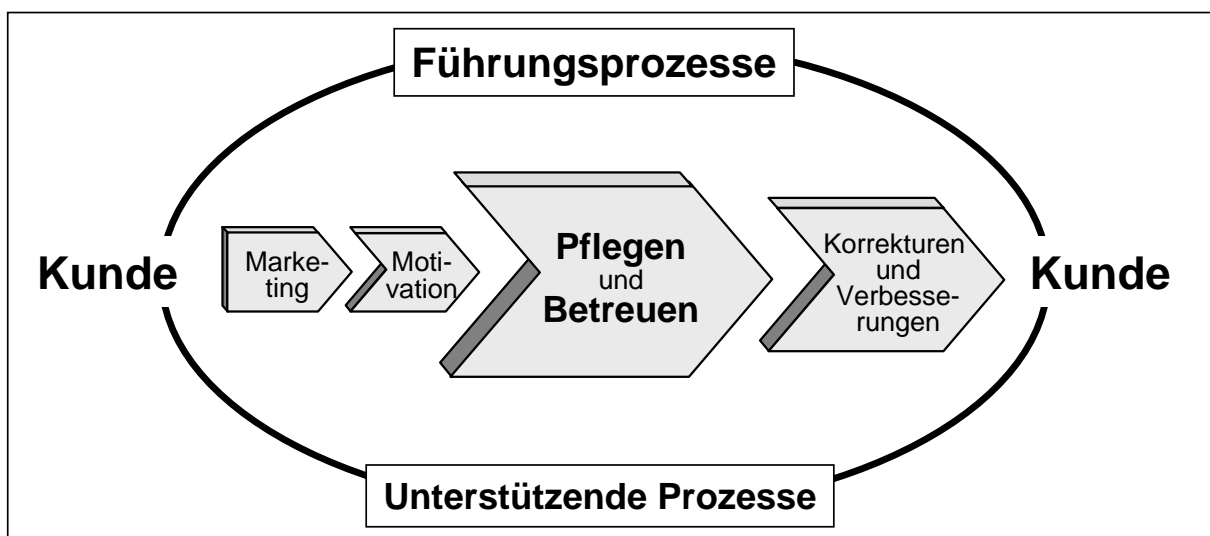 Führungsprozesse
Kunde
Marke-
ting
Moti-
vation
Pflegen
und
Betreuen
Korrekturen
und
Verbesse-
rungen
Kunde
Unterstützende Prozesse